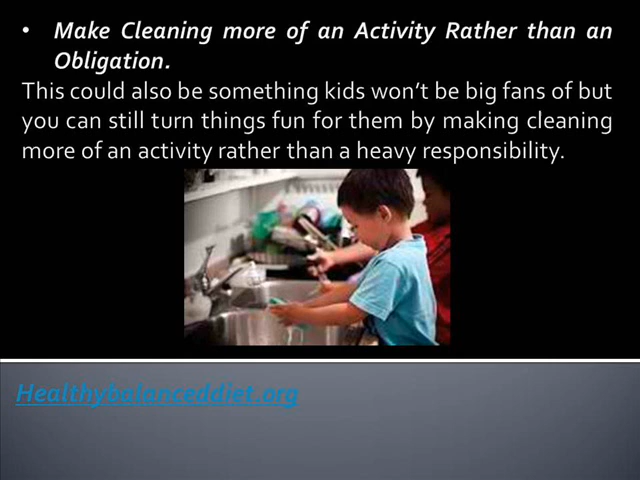 • Make Cleaning more of an Activity Rather than an
Obligation.
This could also be something kids won’t be big fans of but
you can still turn things fun for them by making cleaning
more of an activity rather than a heavy responsibility.
Healthybalanceddiet.org